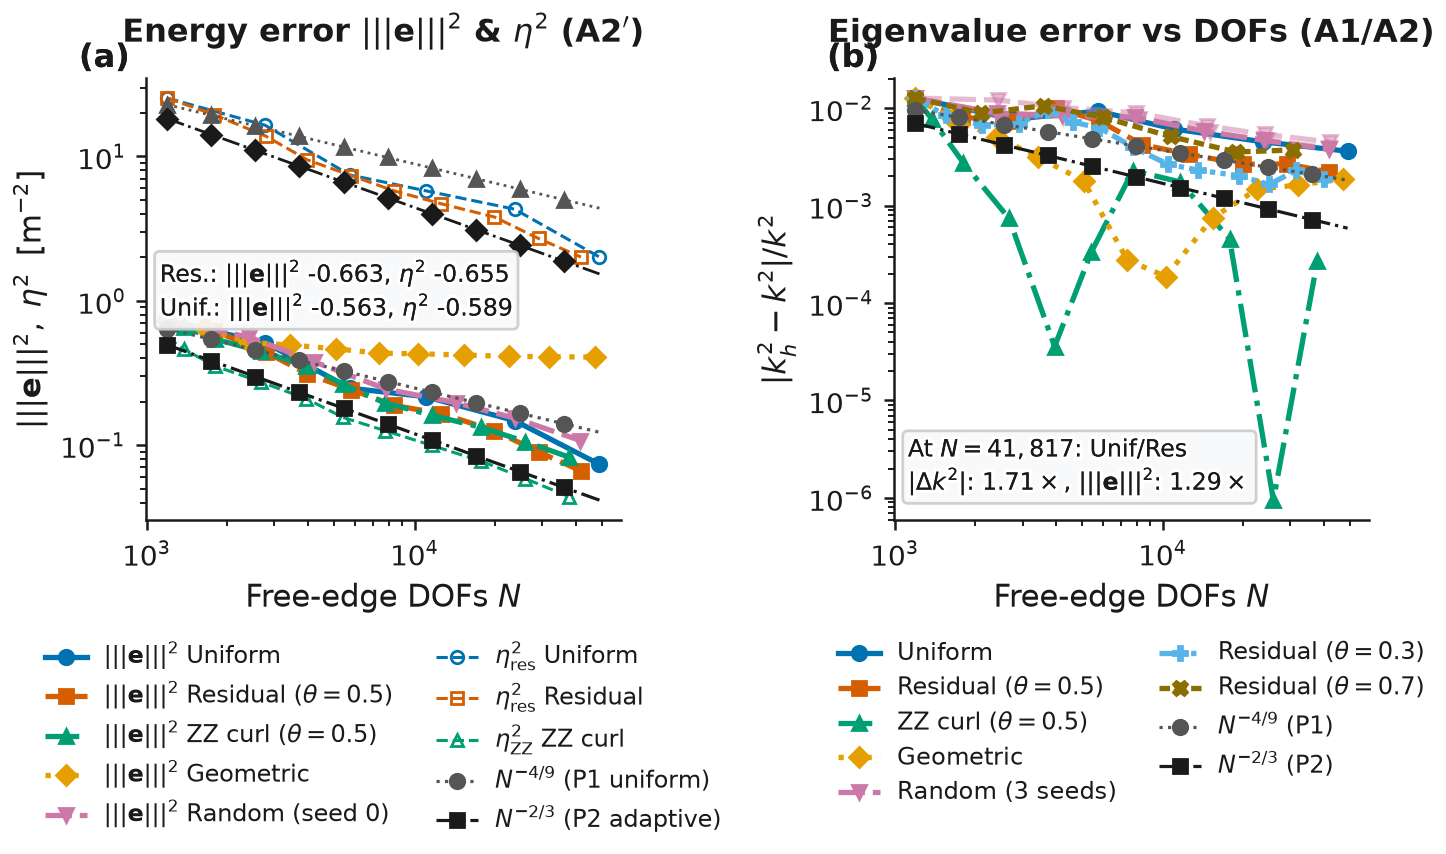 Energy error |||e|||² & η² (A2′)
(a)
|||e|||², η² [m⁻²]
10¹
10⁰
10⁻¹
Res.: |||e|||² -0.663, η² -0.655
Unif.: |||e|||² -0.563, η² -0.589
10³
10⁴
Free-edge DOFs N
|||e|||² Uniform
|||e|||² Residual (θ = 0.5)
|||e|||² ZZ curl (θ = 0.5)
|||e|||² Geometric
|||e|||² Random (seed 0)
η²_res Uniform
η²_res Residual
η²_ZZ ZZ curl
N^−4/9 (P1 uniform)
N^−2/3 (P2 adaptive)
Eigenvalue error vs DOFs (A1/A2)
(b)
|k²_h − k²|/k²
10⁻²
10⁻³
10⁻⁴
10⁻⁵
10⁻⁶
At N = 41,817: Unif/Res
|Δk²|: 1.71 ×, |||e|||²: 1.29 ×
10³
10⁴
Free-edge DOFs N
Uniform
Residual (θ = 0.5)
ZZ curl (θ = 0.5)
Geometric
Random (3 seeds)
Residual (θ = 0.3)
Residual (θ = 0.7)
N^−4/9 (P1)
N^−2/3 (P2)